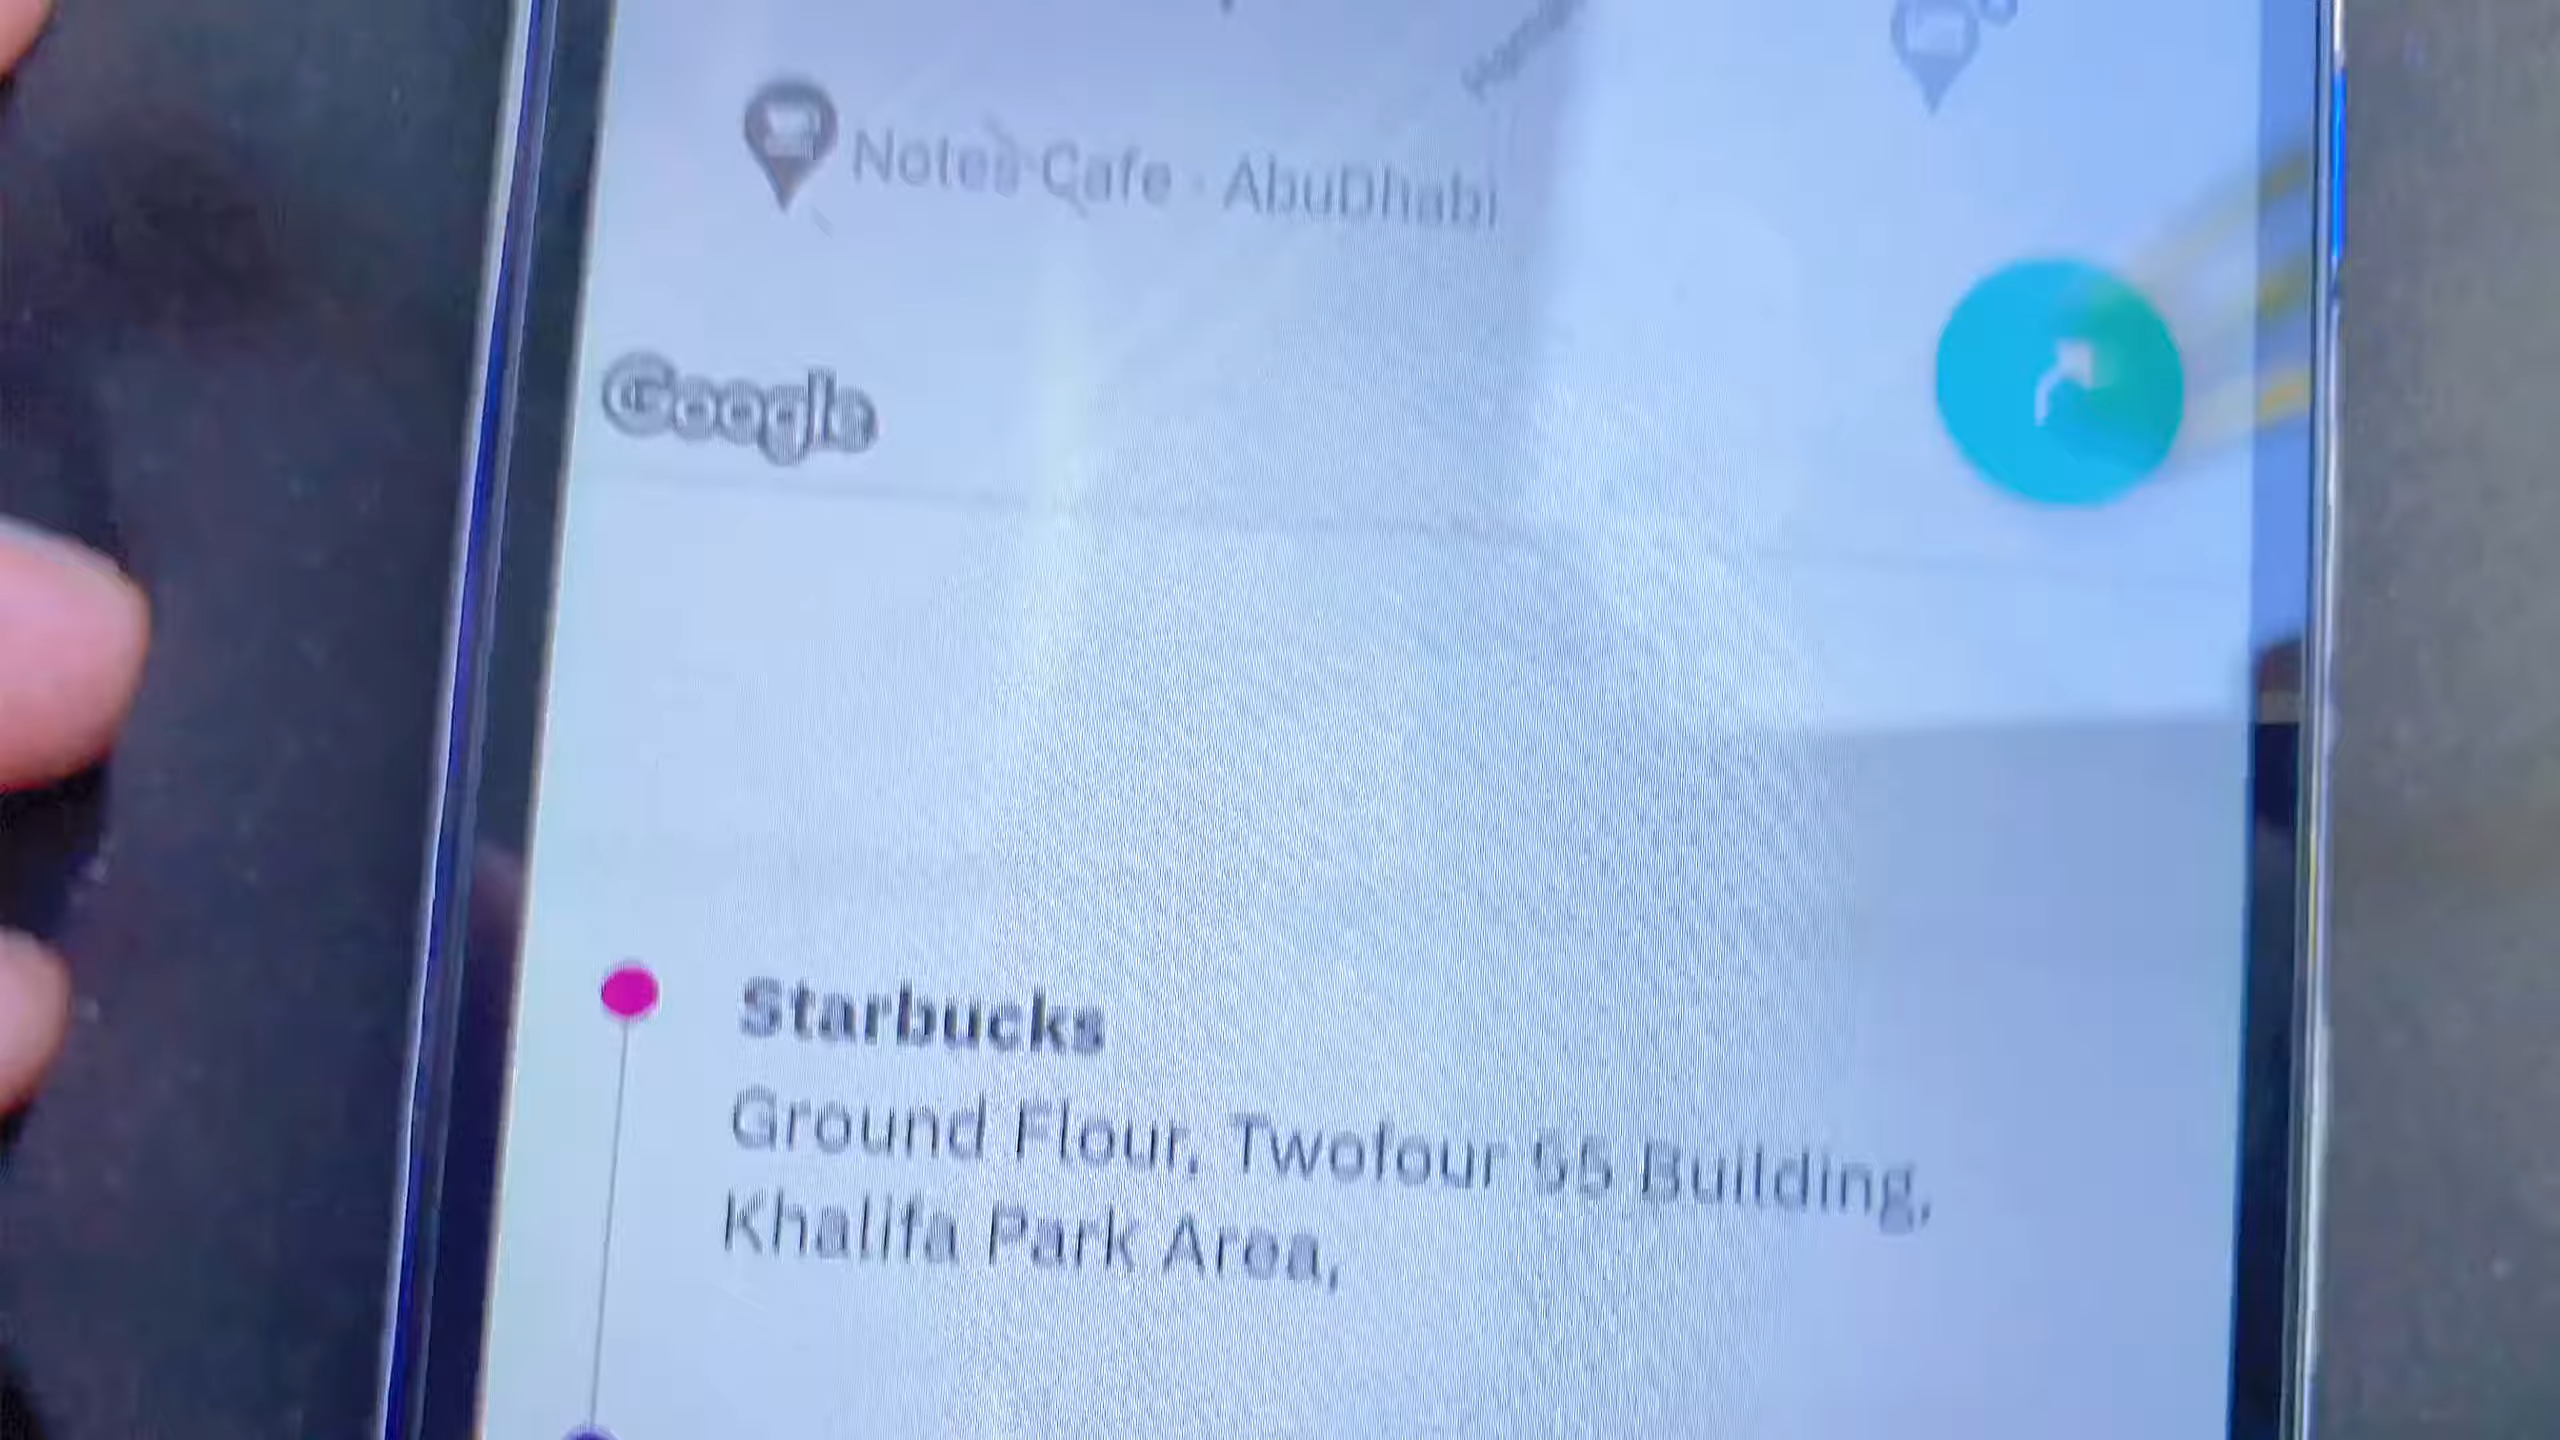 Notes Cafe - AbuDhabi
Google
Starbucks
Ground Flour, Twofour 55 Building,
Khalifa Park Area,